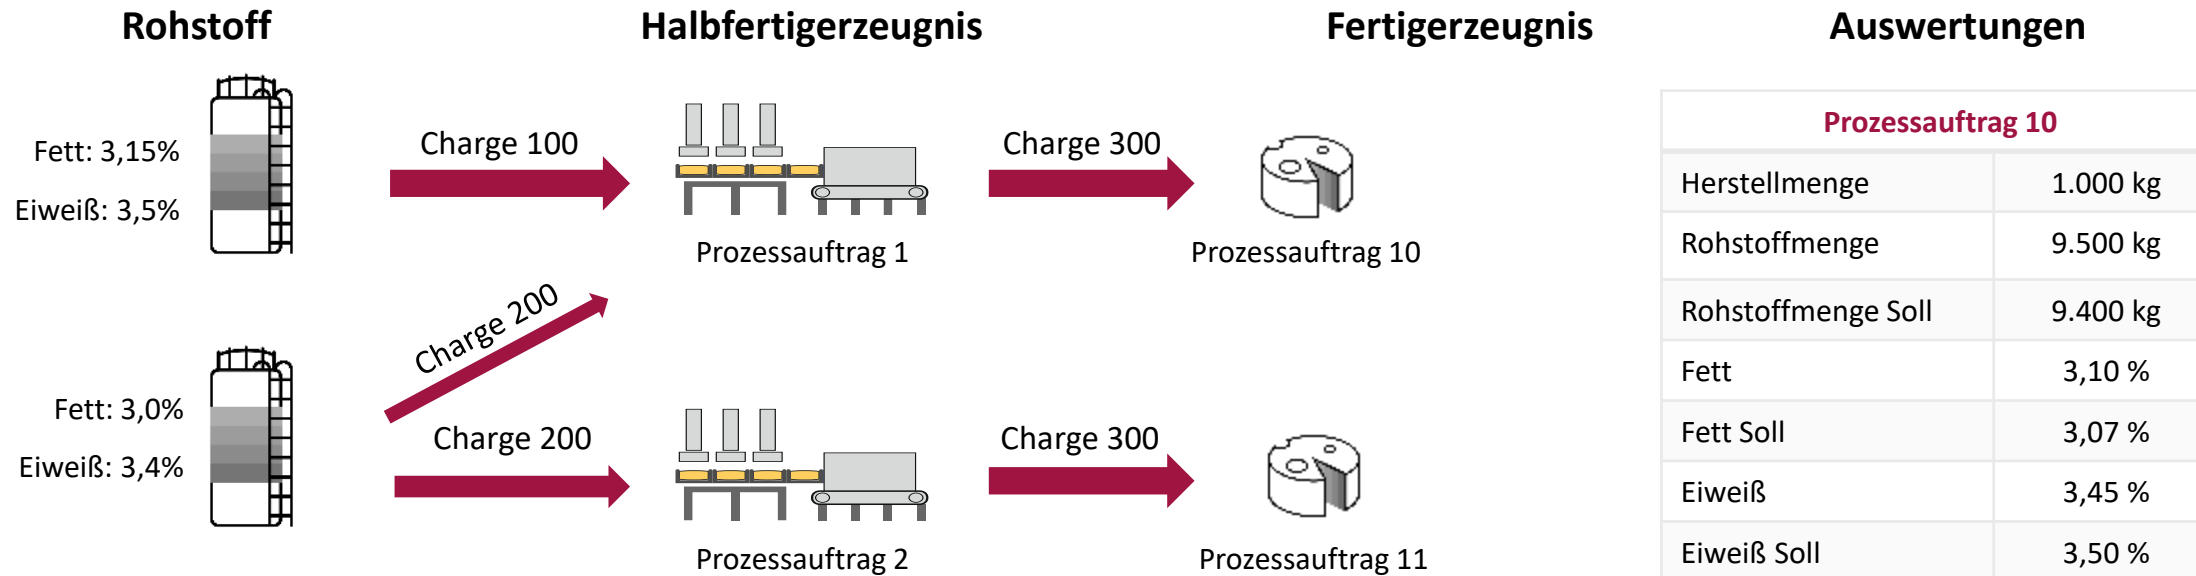 Rohstoff
Halbfertigerzeugnis
Fertigerzeugnis
Auswertungen
Fett: 3,15%
Eiweiß: 3,5%
Charge 100
Prozessauftrag 1
Charge 300
Prozessauftrag 10
Charge 200
Fett: 3,0%
Eiweiß: 3,4%
Charge 200
Prozessauftrag 2
Charge 300
Prozessauftrag 11
Prozessauftrag 10
Herstellmenge 1.000 kg
Rohstoffmenge 9.500 kg
Rohstoffmenge Soll 9.400 kg
Fett 3,10 %
Fett Soll 3,07 %
Eiweiß 3,45 %
Eiweiß Soll 3,50 %